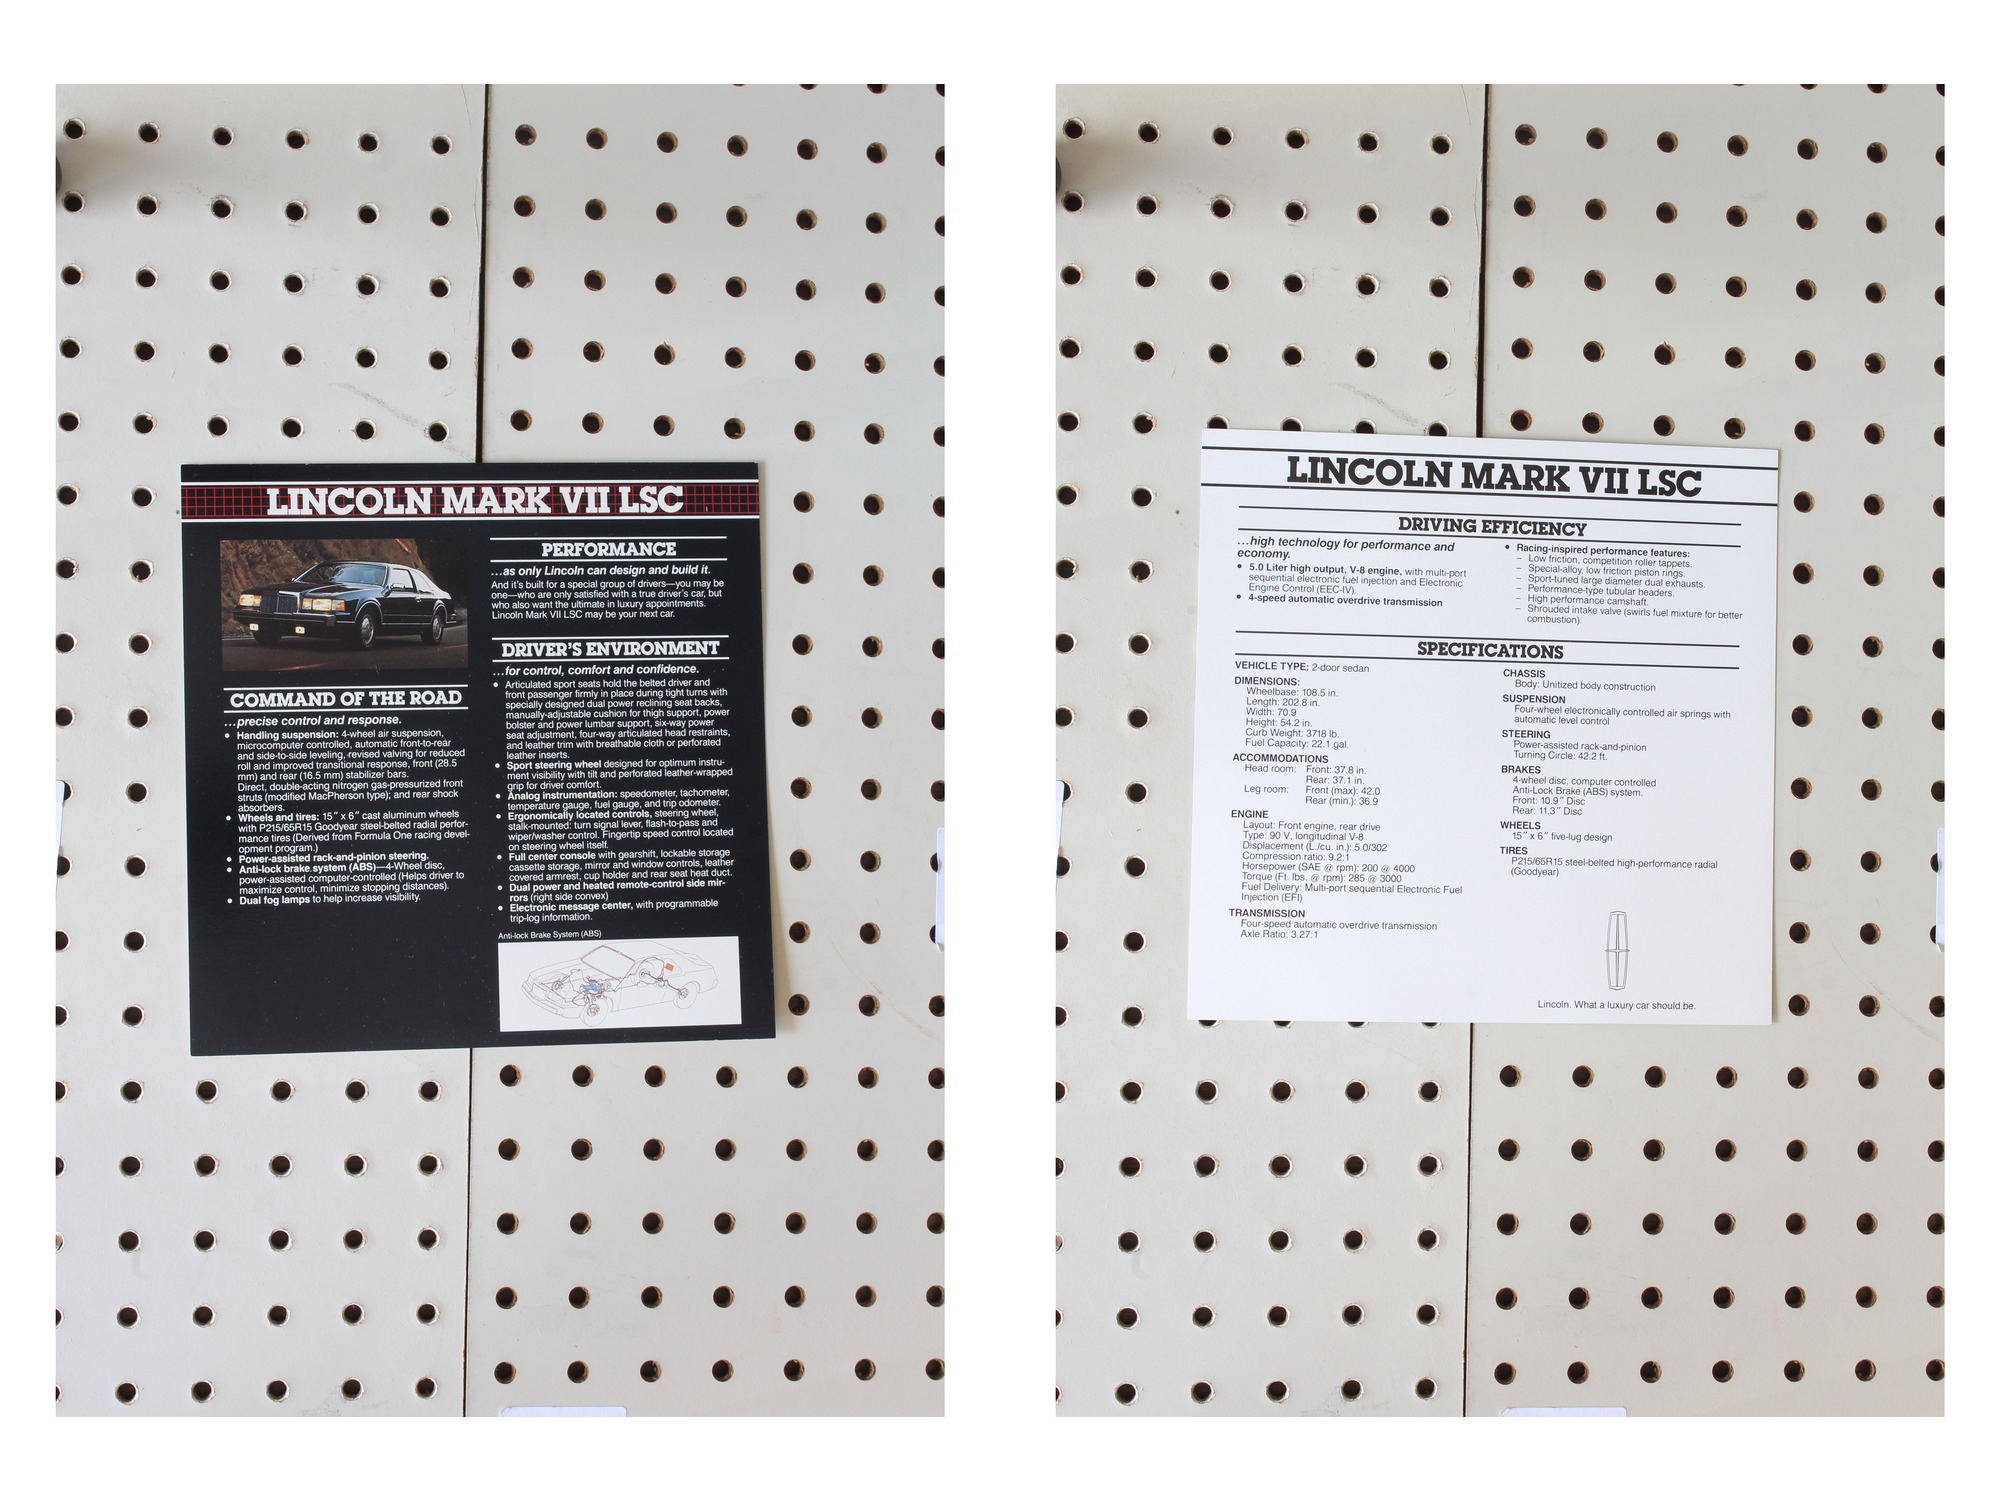 LINCOLN MARK VII LSC
COMMAND OF THE ROAD
...precise control and response.
• Handling suspension: 4-wheel air suspension,
microcomputer controlled, automatic front-to-rear
and side-to-side leveling, revised valving for reduced
roll and improved transitional response, front (28.5
mm) and rear (16.5 mm) stabilizer bars.
Direct, double-acting nitrogen gas-pressurized front
struts (modified MacPherson type); and rear shock
absorbers.
• Wheels and tires: 15" x 6" cast aluminum wheels
with P215/65R15 Goodyear steel-belted radial perfor-
mance tires (Derived from Formula One racing devel-
opment program.)
• Power-assisted rack-and-pinion steering.
• Anti-lock brake system (ABS)—4-Wheel disc,
power-assisted computer-controlled (Helps driver to
maximize control, minimize stopping distances).
• Dual fog lamps to help increase visibility.
PERFORMANCE
...as only Lincoln can design and build it.
And it's built for a special group of drivers—you may be
one—who are only satisfied with a true driver's car, but
who also want the ultimate in luxury appointments.
Lincoln Mark VII LSC may be your next car.
DRIVER'S ENVIRONMENT
...for control, comfort and confidence.
• Articulated sport seats hold the belted driver and
front passenger firmly in place during tight turns with
specially designed dual power reclining seat backs,
manually-adjustable cushion for thigh support, power
bolster and power lumbar support, six-way power
seat adjustment, four-way articulated head restraints,
and leather trim with breathable cloth or perforated
leather inserts.
• Sport steering wheel designed for optimum instru-
ment visibility with tilt and perforated leather-wrapped
grip for driver comfort.
• Analog instrumentation: speedometer, tachometer,
temperature gauge, fuel gauge, and trip odometer.
• Ergonomically located controls, steering wheel,
stalk-mounted: turn signal lever, flash-to-pass and
wiper/washer control. Fingertip speed control located
on steering wheel itself.
• Full center console with gearshift, lockable storage
cassette storage, mirror and window controls, leather
covered armrest, cup holder and rear seat heat duct.
• Dual power and heated remote-control side mir-
rors (right side convex)
• Electronic message center, with programmable
trip-log information.
Anti-lock Brake System (ABS)
LINCOLN MARK VII LSC
DRIVING EFFICIENCY
...high technology for performance and
economy.
• 5.0 Liter high output, V-8 engine, with multi-port
sequential electronic fuel injection and Electronic
Engine Control (EEC-IV).
• 4-speed automatic overdrive transmission
• Racing-inspired performance features:
– Low friction, competition roller tappets.
– Special-alloy, low friction piston rings.
– Sport-tuned large diameter dual exhausts.
– Performance-type tubular headers.
– High performance camshaft.
– Shrouded intake valve (swirls fuel mixture for better
combustion).
SPECIFICATIONS
VEHICLE TYPE: 2-door sedan
DIMENSIONS:
Wheelbase: 108.5 in.
Length: 202.8 in.
Width: 70.9
Height: 54.2 in.
Curb Weight: 3718 lb.
Fuel Capacity: 22.1 gal.
ACCOMMODATIONS
Head room: Front: 37.8 in.
Rear: 37.1 in.
Leg room: Front (max): 42.0
Rear (min.): 36.9
ENGINE
Layout: Front engine, rear drive
Type: 90 V, longitudinal V-8
Displacement (L./cu. in.): 5.0/302
Compression ratio: 9.2:1
Horsepower (SAE @ rpm): 200 @ 4000
Torque (Ft. lbs. @ rpm): 285 @ 3000
Fuel Delivery: Multi-port sequential Electronic Fuel
Injection (EFI)
TRANSMISSION
Four-speed automatic overdrive transmission
Axle Ratio: 3.27:1
CHASSIS
Body: Unitized body construction
SUSPENSION
Four-wheel electronically controlled air springs with
automatic level control
STEERING
Power-assisted rack-and-pinion
Turning Circle: 42.2 ft.
BRAKES
4-wheel disc, computer controlled
Anti-Lock Brake (ABS) system.
Front: 10.9" Disc
Rear: 11.3" Disc
WHEELS
15" x 6" five-lug design
TIRES
P215/65R15 steel-belted high-performance radial
(Goodyear)
Lincoln. What a luxury car should be.